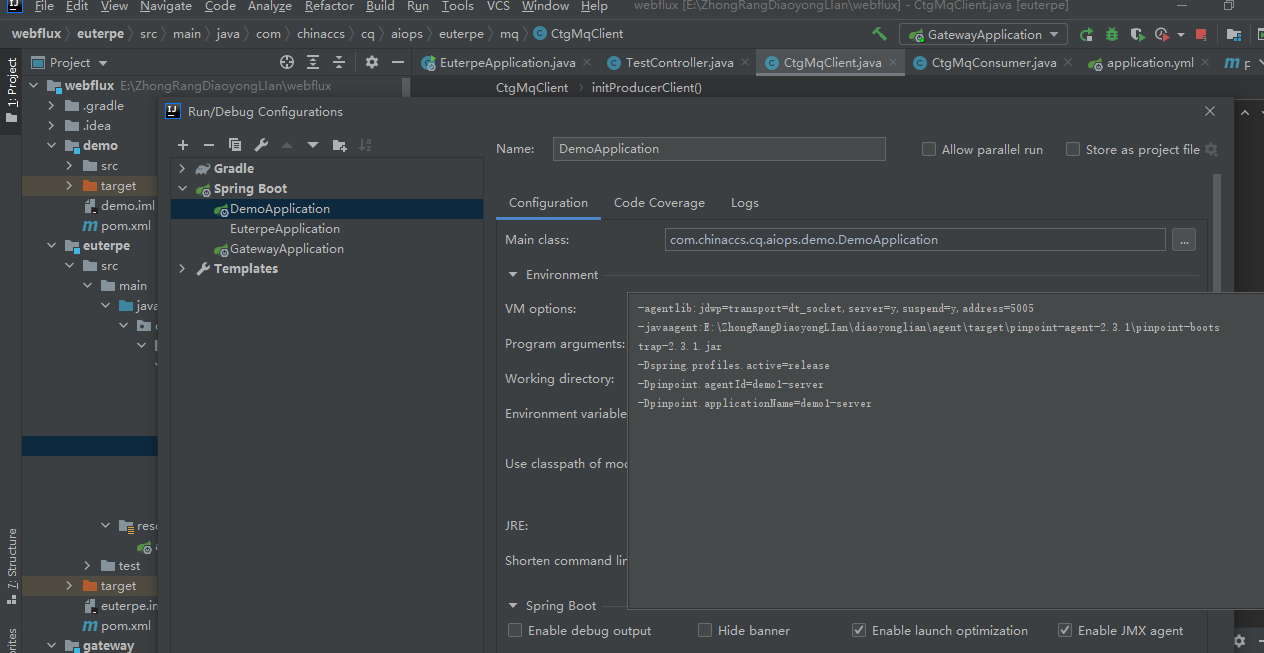 File Edit View Navigate Code Analyze Refactor Build Run Tools VCS Window Help webflux [E:\ZhongRangDiaoyongLIan\webflux] - CtgMqClient.java [euterpe]
webflux euterpe src main java com chinaccs cq aiops euterpe mq CtgMqClient GatewayApplication
1: Project
Project
EuterpeApplication.java TestController.java CtgMqClient.java CtgMqConsumer.java application.yml
webflux E:\ZhongRangDiaoyongLIan\webflux
CtgMqClient initProducerClient()
.gradle
.idea
demo
src
target
demo.iml
pom.xml
euterpe
src
main
java
test
target
pom.xml
gateway
7: Structure
Run/Debug Configurations
Gradle
Spring Boot
DemoApplication
EuterpeApplication
GatewayApplication
Templates
Name: DemoApplication Allow parallel run Store as project file
Configuration Code Coverage Logs
Main class: com.chinaccs.cq.aiops.demo.DemoApplication ...
Environment
VM options:
-agentlib:jdwp=transport=dt_socket,server=y,suspend=y,address=5005
-javaagent:E:\ZhongRangDiaoyongLIan\diaoyonglian\agent\target\pinpoint-agent-2.3.1\pinpoint-boots
trap-2.3.1.jar
-Dspring.profiles.active=release
-Dpinpoint.agentId=demo1-server
-Dpinpoint.applicationName=demo1-server
Program arguments:
Working directory:
Environment variable
Use classpath of mod
JRE:
Shorten command lin
Spring Boot
Enable debug output Hide banner Enable launch optimization Enable JMX agent